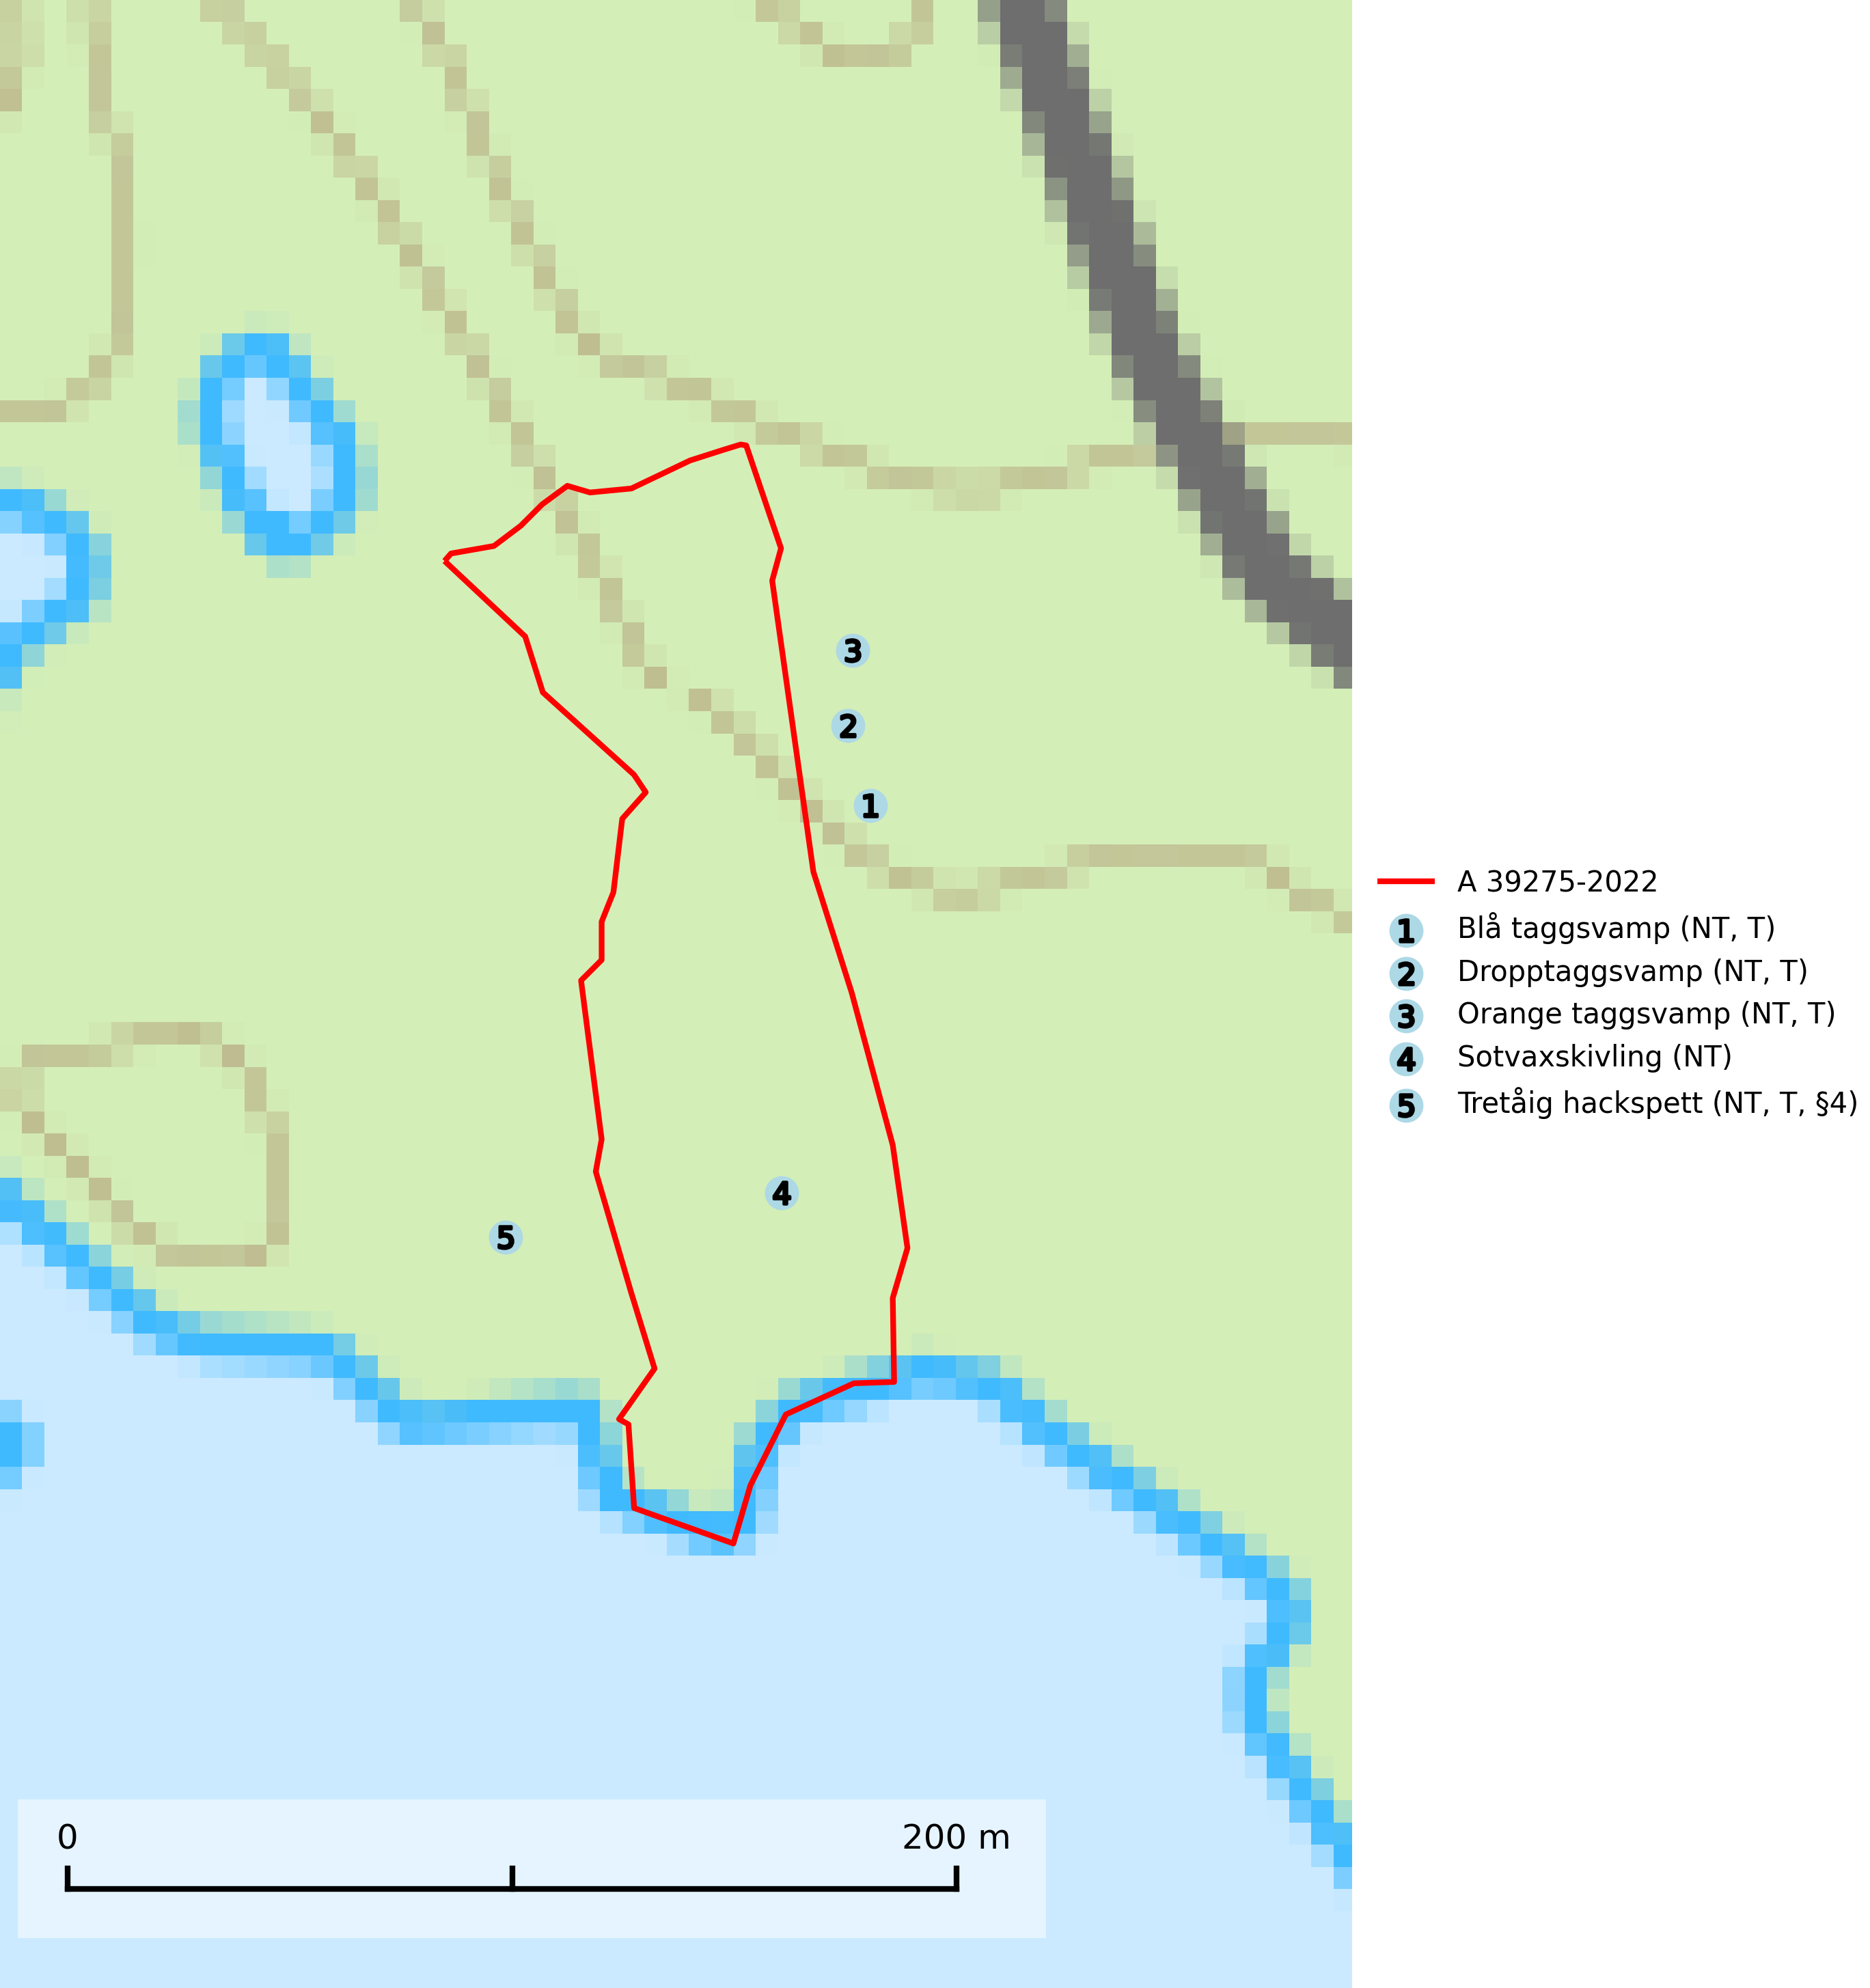 3
2
1
A 39275-2022
1 Blå taggsvamp (NT, T)
2 Dropptaggsvamp (NT, T)
3 Orange taggsvamp (NT, T)
4 Sotvaxskivling (NT)
5 Tretåig hackspett (NT, T, §4)
4
5
0 200 m